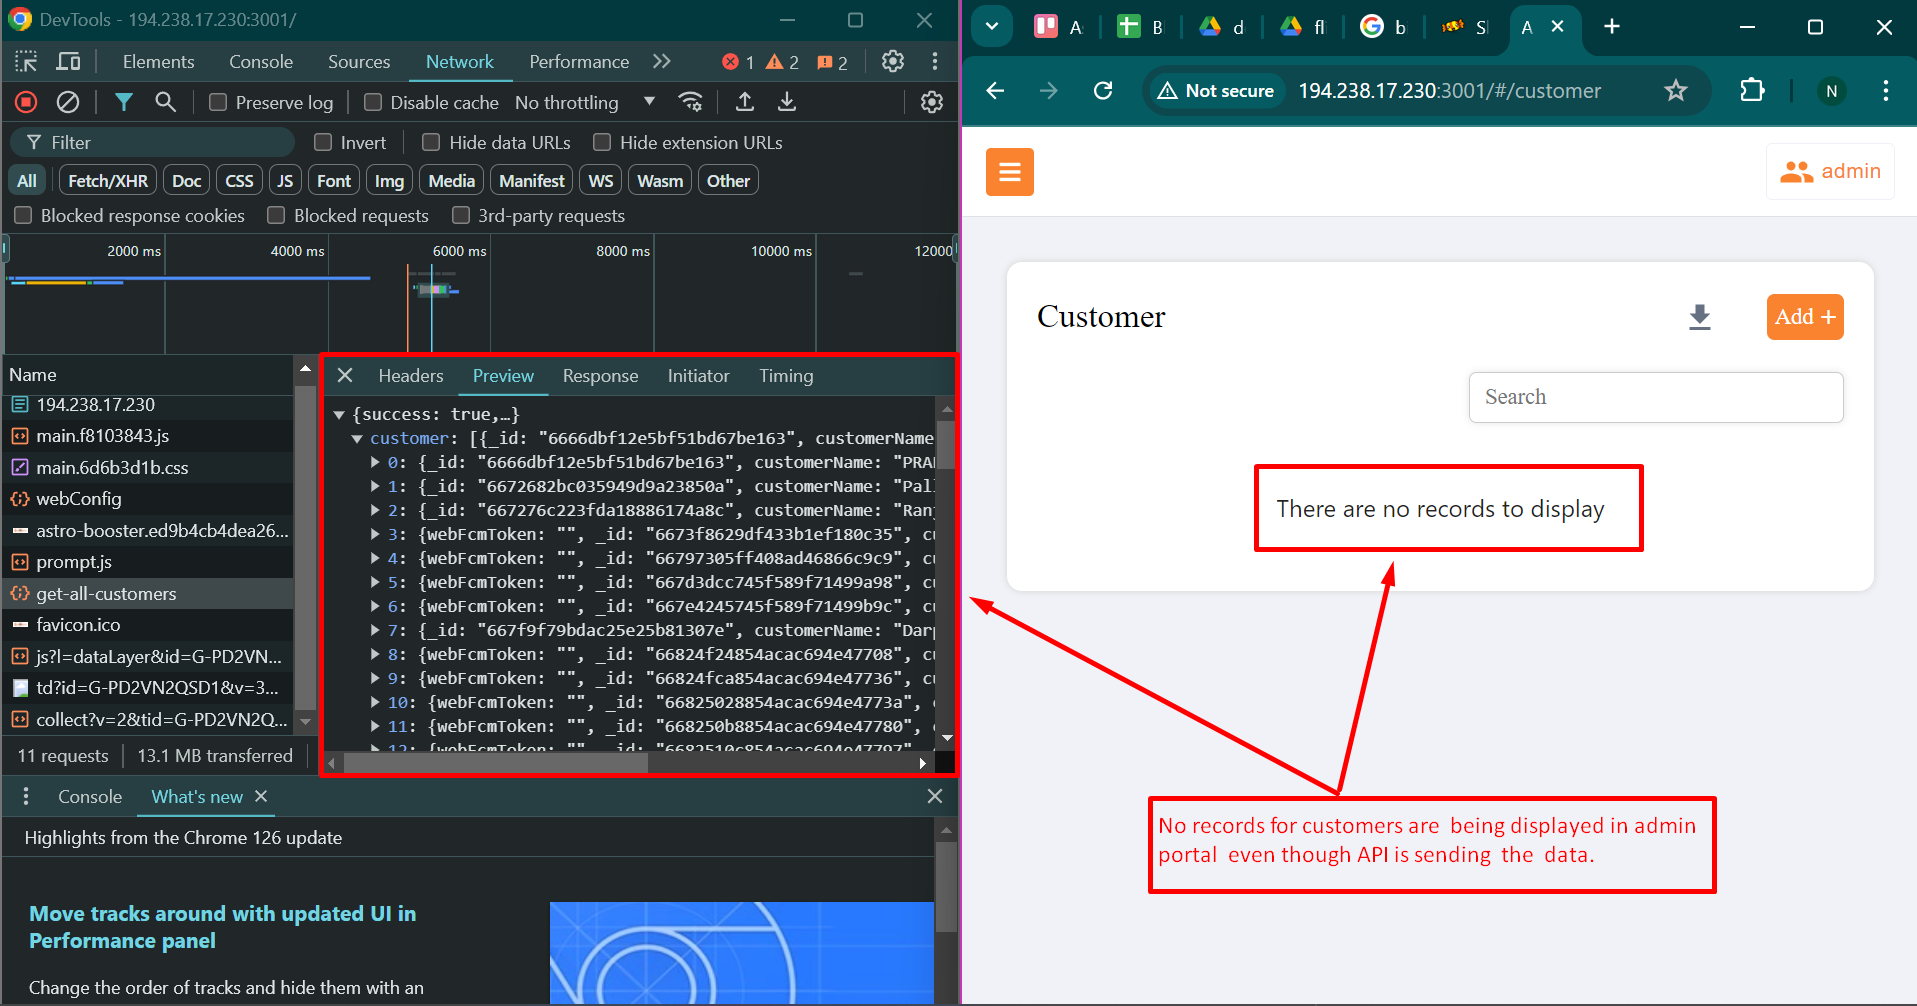 DevTools - 194.238.17.230:3001/
Elements Console Sources Network Performance 1 2 2
Preserve log Disable cache No throttling
Filter Invert Hide data URLs Hide extension URLs
All Fetch/XHR Doc CSS JS Font Img Media Manifest WS Wasm Other
Blocked response cookies Blocked requests 3rd-party requests
2000 ms 4000 ms 6000 ms 8000 ms 10000 ms 12000
Name
194.238.17.230
main.f8103843.js
main.6d6b3d1b.css
webConfig
astro-booster.ed9b4cb4dea26...
prompt.js
get-all-customers
favicon.ico
js?l=dataLayer&id=G-PD2VN...
td?id=G-PD2VN2QSD1&v=3...
collect?v=2&tid=G-PD2VN2Q...
11 requests 13.1 MB transferred
Headers Preview Response Initiator Timing
{success: true,…}
customer: [{_id: "6666dbf12e5bf51bd67be163", customerName
0: {_id: "6666dbf12e5bf51bd67be163", customerName: "PRA
1: {_id: "6672682bc035949d9a23850a", customerName: "Pal
2: {_id: "667276c223fda18886174a8c", customerName: "Ran
3: {webFcmToken: "", _id: "6673f8629df433b1ef180c35", cu
4: {webFcmToken: "", _id: "66797305ff408ad46866c9c9", cu
5: {webFcmToken: "", _id: "667d3dcc745f589f71499a98", cu
6: {webFcmToken: "", _id: "667e4245745f589f71499b9c", cu
7: {_id: "667f9f79bdac25e25b81307e", customerName: "Dar
8: {webFcmToken: "", _id: "66824f24854acac694e47708", cu
9: {webFcmToken: "", _id: "66824fca854acac694e47736", cu
10: {webFcmToken: "", _id: "66825028854acac694e4773a",
11: {webFcmToken: "", _id: "668250b8854acac694e47780",
12: {webFcmToken: "", _id: "6682510c854acac694e47797",
Console What's new
Highlights from the Chrome 126 update
Move tracks around with updated UI in
Performance panel
Change the order of tracks and hide them with an
A B d fl b S A
Not secure 194.238.17.230:3001/#/customer N
admin
Customer
Add +
Search
There are no records to display
No records for customers are being displayed in admin
portal even though API is sending the data.